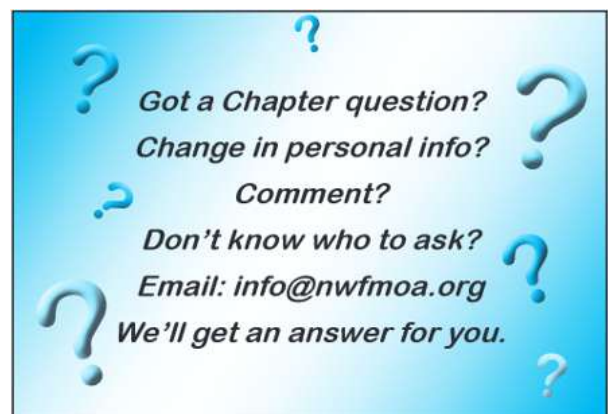 Got a Chapter question?
Change in personal info?
Comment?
Don't know who to ask?
Email: info@nwfmoa.org
We'll get an answer for you.